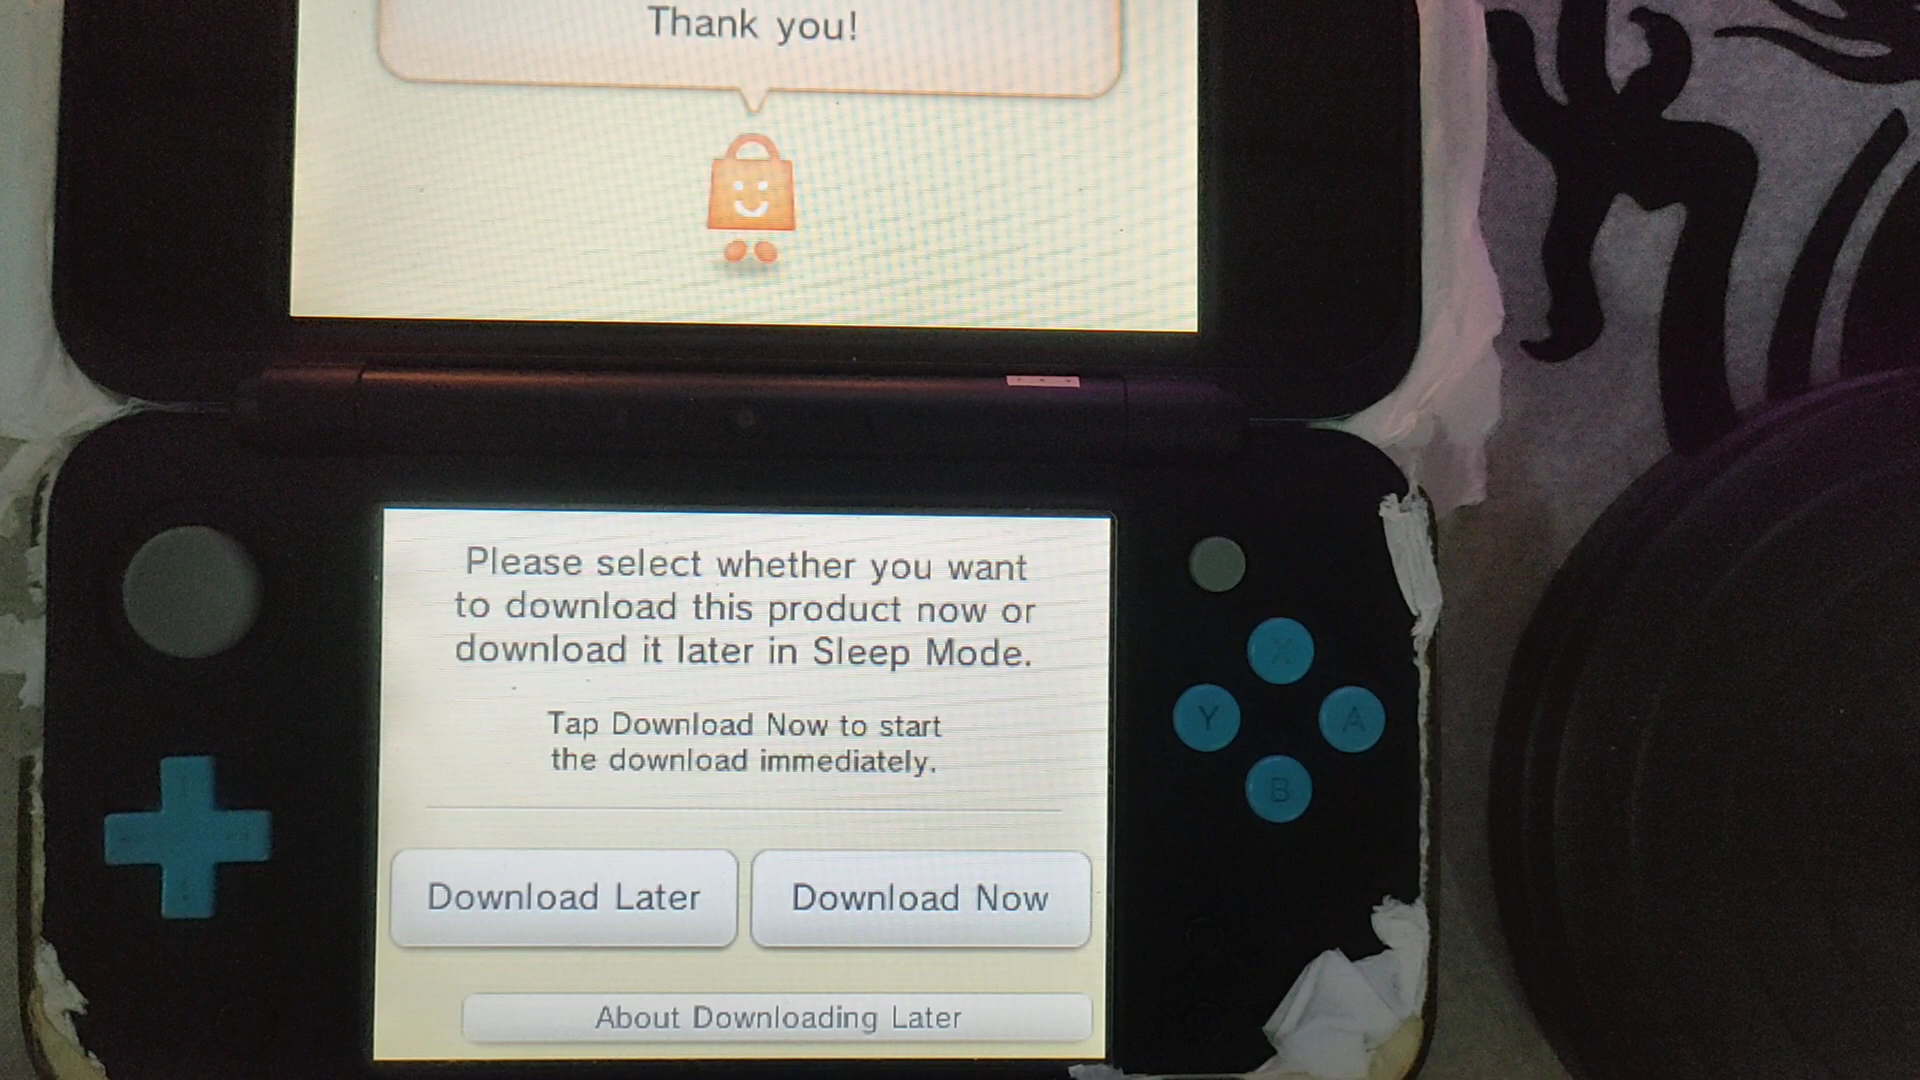 Thank you!
Please select whether you want
to download this product now or
download it later in Sleep Mode.
Tap Download Now to start
the download immediately.
Download Later
Download Now
About Downloading Later
X
Y
A
B